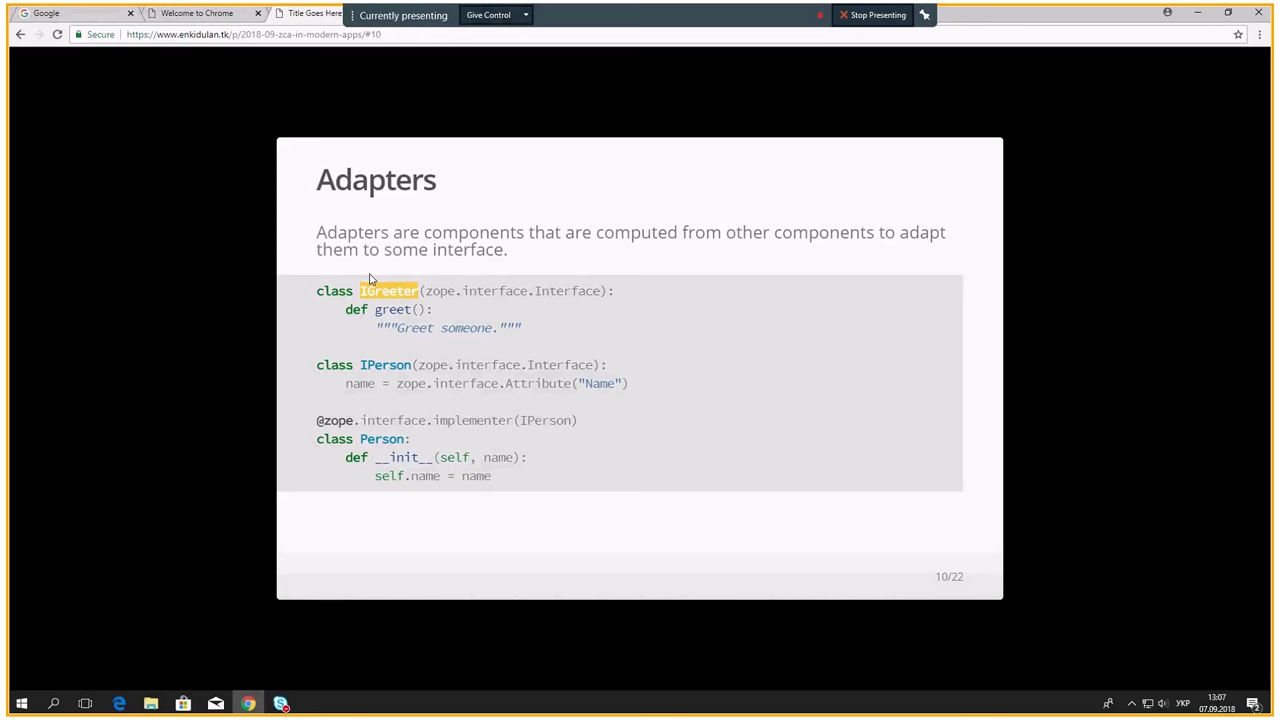 Google
Welcome to Chrome
Title Goes Here
Currently presenting
Give Control
Stop Presenting
Secure
https://www.enkidulan.tk/p/2018-09-zca-in-modern-apps/#10
Adapters
Adapters are components that are computed from other components to adapt
them to some interface.
class IGreeter(zope.interface.Interface):
def greet():
"""Greet someone."""
class IPerson(zope.interface.Interface):
name = zope.interface.Attribute("Name")
@zope.interface.implementer(IPerson)
class Person:
def __init__(self, name):
self.name = name
10/22
УКР
13:07
07.09.2018
2